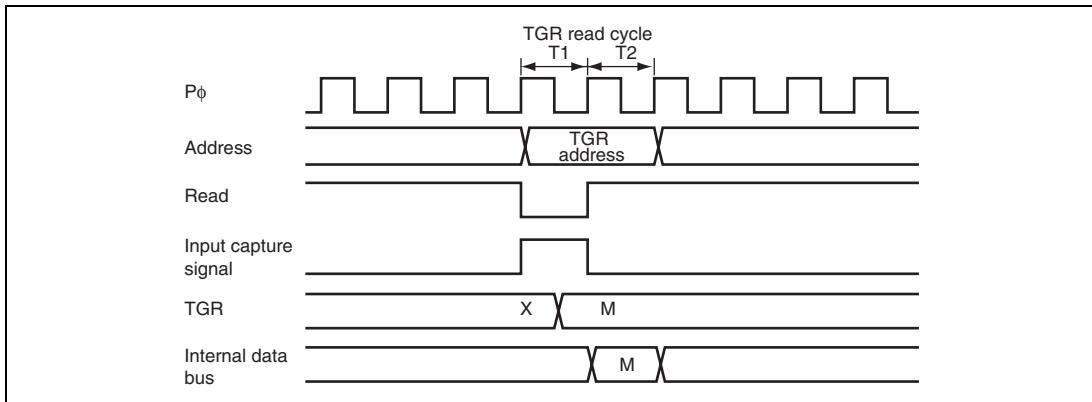 TGR read cycle
T1 T2
Pϕ
Address
TGR
address
Read
Input capture
signal
TGR
X M
Internal data
bus
M